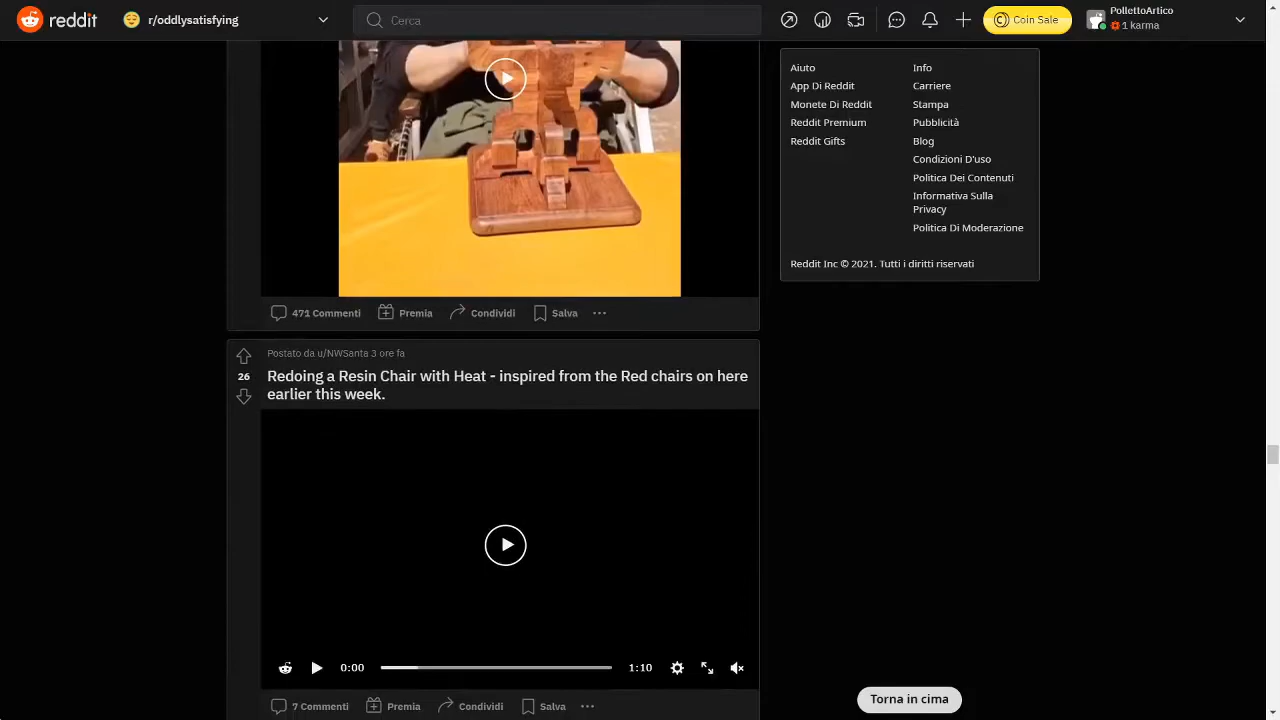 reddit
r/oddlysatisfying
Cerca
Coin Sale
PollettoArtico
1 karma
Aiuto
Info
App Di Reddit
Carriere
Monete Di Reddit
Stampa
Reddit Premium
Pubblicità
Reddit Gifts
Blog
Condizioni D'uso
Politica Dei Contenuti
Informativa Sulla
Privacy
Politica Di Moderazione
Reddit Inc © 2021. Tutti i diritti riservati
471 Commenti Premia Condividi Salva
Postato da u/NWSanta 3 ore fa
26
Redoing a Resin Chair with Heat - inspired from the Red chairs on here
earlier this week.
0:00 1:10
7 Commenti Premia Condividi Salva
Torna in cima